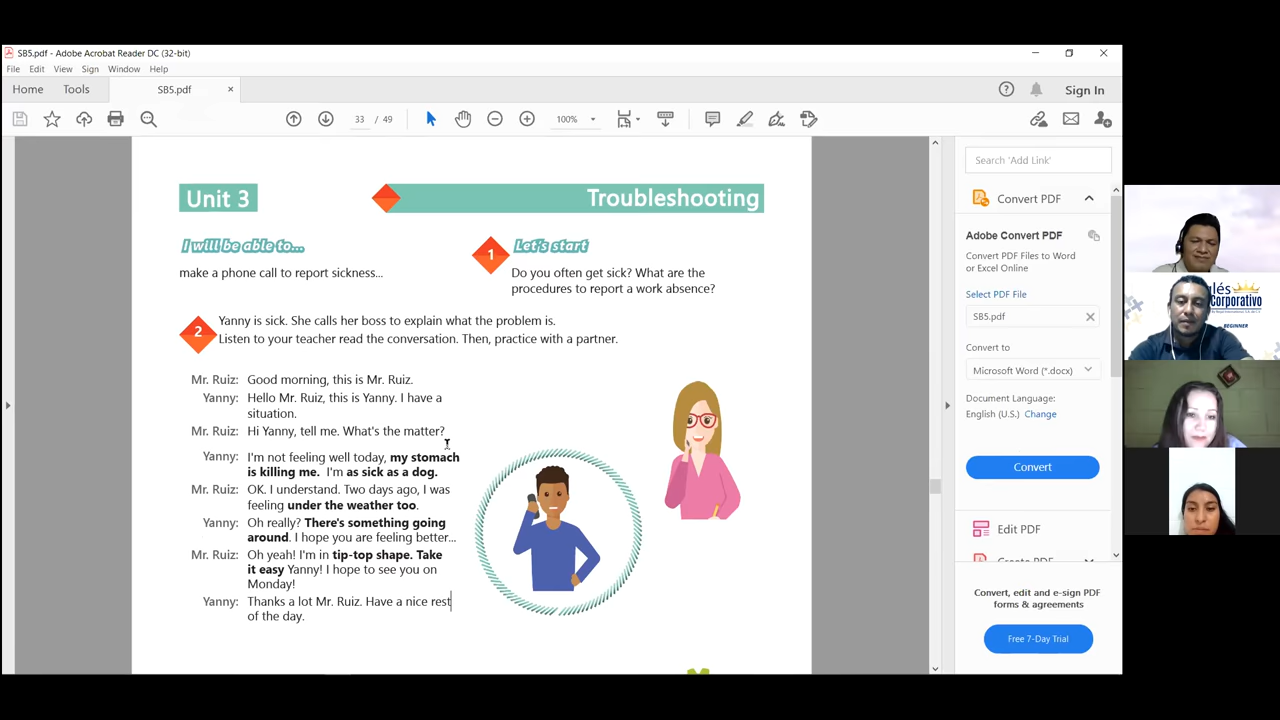 SB5.pdf - Adobe Acrobat Reader DC (32-bit)
File Edit View Sign Window Help
Home Tools SB5.pdf × Sign In
33 / 49 100%
Unit 3
Troubleshooting
I will be able to...
make a phone call to report sickness...
1
Let's start
Do you often get sick? What are the
procedures to report a work absence?
2
Yanny is sick. She calls her boss to explain what the problem is.
Listen to your teacher read the conversation. Then, practice with a partner.
Mr. Ruiz: Good morning, this is Mr. Ruiz.
Yanny: Hello Mr. Ruiz, this is Yanny. I have a
situation.
Mr. Ruiz: Hi Yanny, tell me. What's the matter?
Yanny: I'm not feeling well today, my stomach
is killing me. I'm as sick as a dog.
Mr. Ruiz: OK. I understand. Two days ago, I was
feeling under the weather too.
Yanny: Oh really? There's something going
around. I hope you are feeling better...
Mr. Ruiz: Oh yeah! I'm in tip-top shape. Take
it easy Yanny! I hope to see you on
Monday!
Yanny: Thanks a lot Mr. Ruiz. Have a nice rest
of the day.
Search 'Add Link'
Convert PDF
Adobe Convert PDF
Convert PDF Files to Word
or Excel Online
Select PDF File
SB5.pdf
Convert to
Microsoft Word (*.docx)
Document Language:
English (U.S.) Change
Convert
Edit PDF
Create PDF
Convert, edit and e-sign PDF
forms & agreements
Free 7-Day Trial
lés
Corporativo
BEGINNER